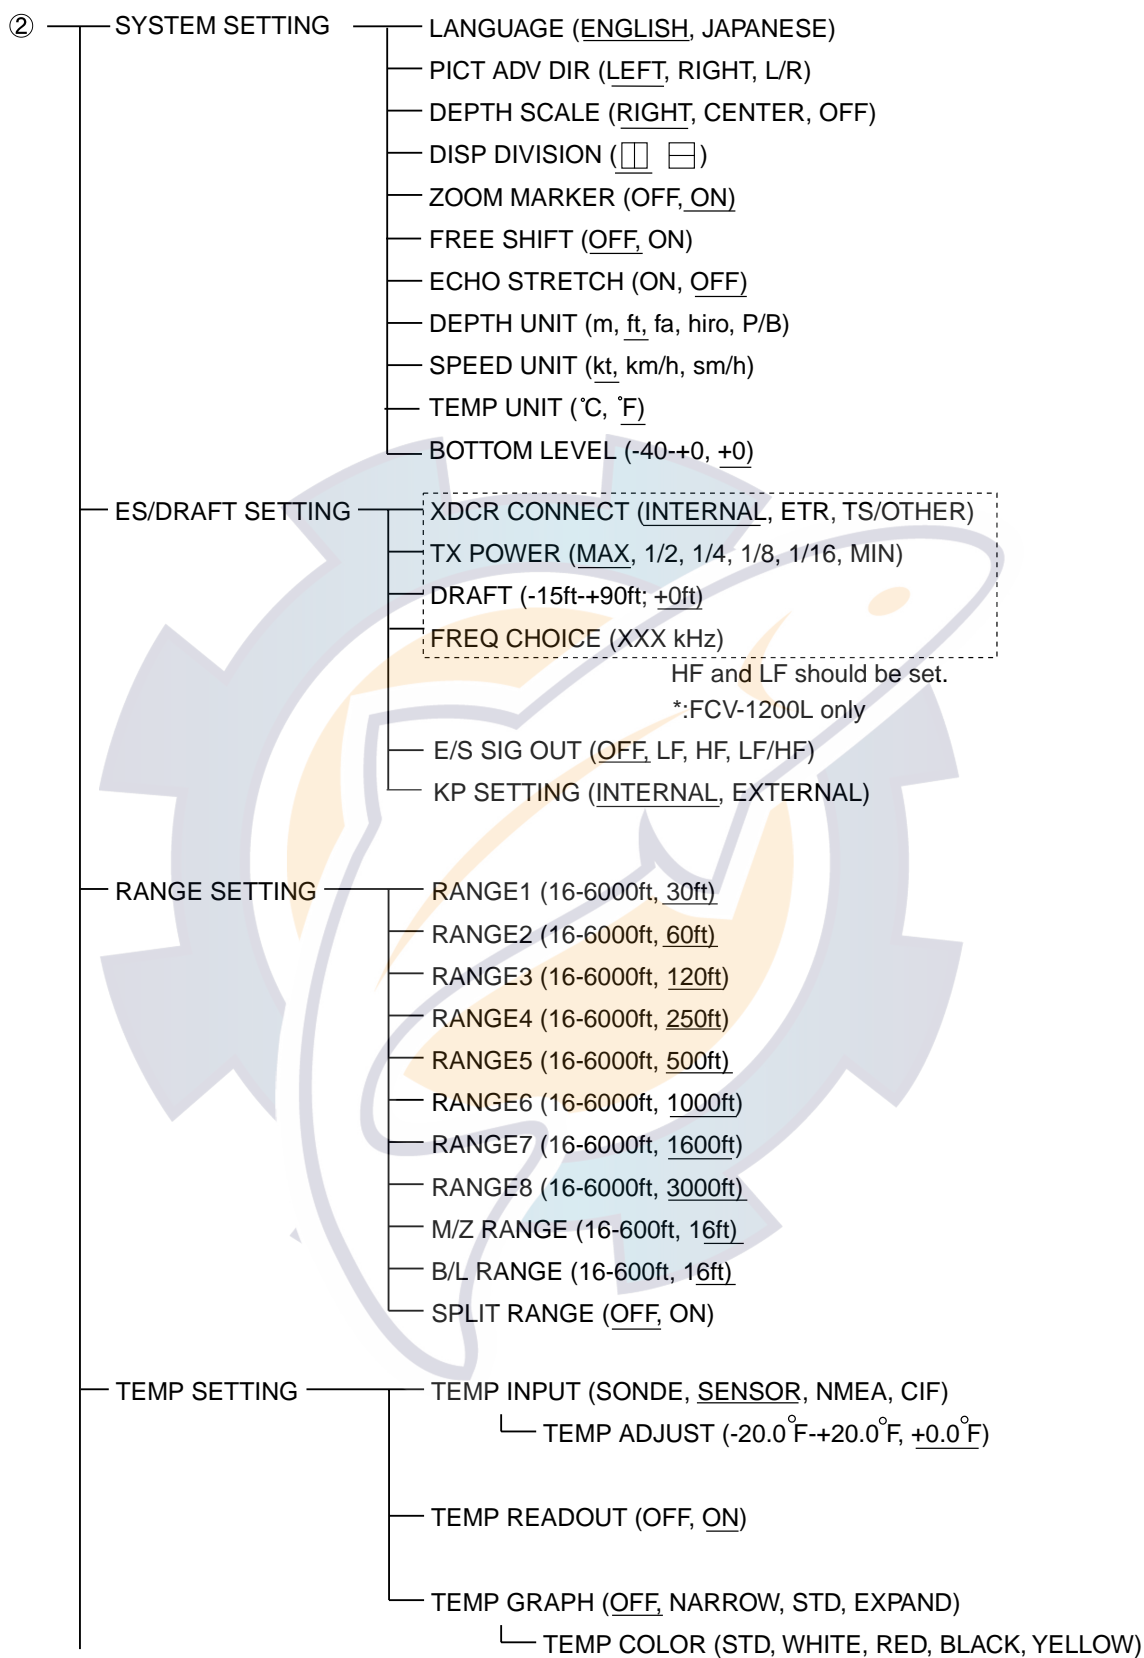 ② SYSTEM SETTING LANGUAGE (ENGLISH, JAPANESE)
PICT ADV DIR (LEFT, RIGHT, L/R)
DEPTH SCALE (RIGHT, CENTER, OFF)
DISP DIVISION ( )
ZOOM MARKER (OFF, ON)
FREE SHIFT (OFF, ON)
ECHO STRETCH (ON, OFF)
DEPTH UNIT (m, ft, fa, hiro, P/B)
SPEED UNIT (kt, km/h, sm/h)
TEMP UNIT (°C, °F)
BOTTOM LEVEL (-40-+0, +0)
ES/DRAFT SETTING XDCR CONNECT (INTERNAL, ETR, TS/OTHER)
TX POWER (MAX, 1/2, 1/4, 1/8, 1/16, MIN)
DRAFT (-15ft-+90ft; +0ft)
FREQ CHOICE (XXX kHz)
HF and LF should be set.
*:FCV-1200L only
E/S SIG OUT (OFF, LF, HF, LF/HF)
KP SETTING (INTERNAL, EXTERNAL)
RANGE SETTING RANGE1 (16-6000ft, 30ft)
RANGE2 (16-6000ft, 60ft)
RANGE3 (16-6000ft, 120ft)
RANGE4 (16-6000ft, 250ft)
RANGE5 (16-6000ft, 500ft)
RANGE6 (16-6000ft, 1000ft)
RANGE7 (16-6000ft, 1600ft)
RANGE8 (16-6000ft, 3000ft)
M/Z RANGE (16-600ft, 16ft)
B/L RANGE (16-600ft, 16ft)
SPLIT RANGE (OFF, ON)
TEMP SETTING TEMP INPUT (SONDE, SENSOR, NMEA, CIF)
TEMP ADJUST (-20.0°F-+20.0°F, +0.0°F)
TEMP READOUT (OFF, ON)
TEMP GRAPH (OFF, NARROW, STD, EXPAND)
TEMP COLOR (STD, WHITE, RED, BLACK, YELLOW)